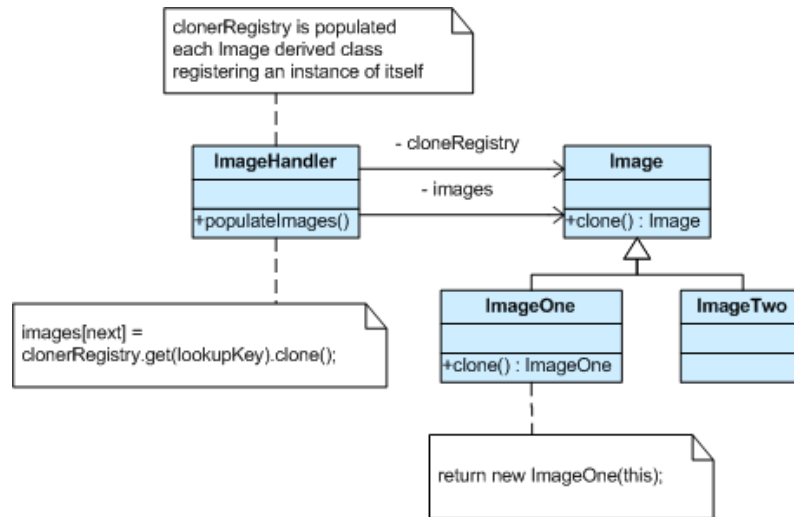 clonerRegistry is populated
each Image derived class
registering an instance of itself
ImageHandler
- cloneRegistry
Image
- images
+populateImages()
+clone() : Image
ImageOne
ImageTwo
images[next] =
clonerRegistry.get(lookupKey).clone();
+clone() : ImageOne
return new ImageOne(this);